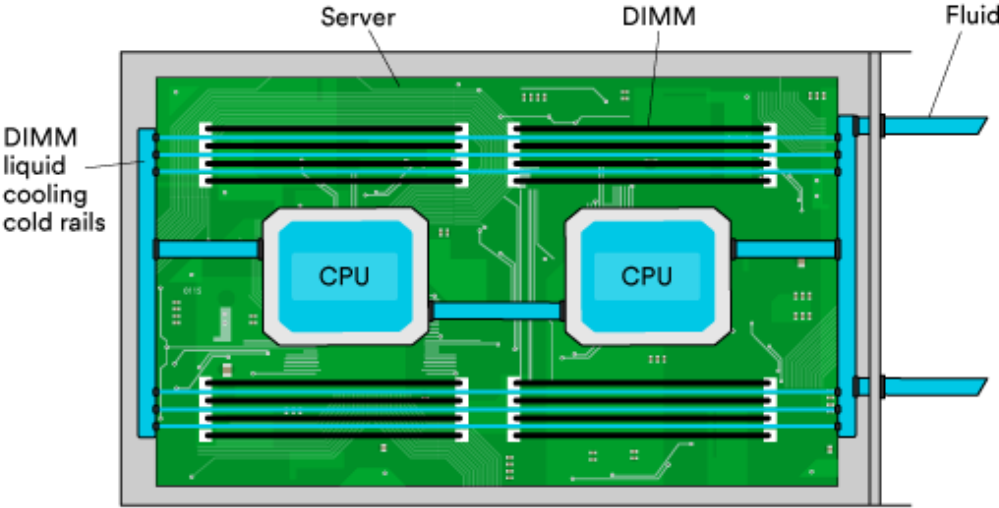 Server
DIMM
Fluid
DIMM
liquid
cooling
cold rails
CPU
CPU